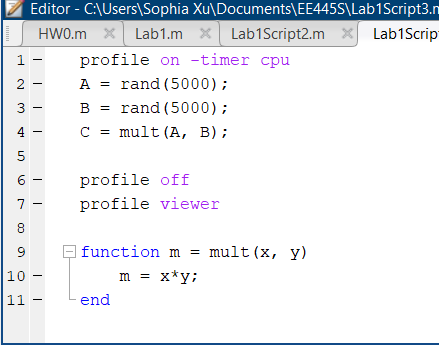 Editor - C:\Users\Sophia Xu\Documents\EE445S\Lab1Script3.m
HW0.m × Lab1.m × Lab1Script2.m × Lab1Scrip
1 – profile on -timer cpu
2 – A = rand(5000);
3 – B = rand(5000);
4 – C = mult(A, B);
5
6 – profile off
7 – profile viewer
8
9 function m = mult(x, y)
10 – m = x*y;
11 – end